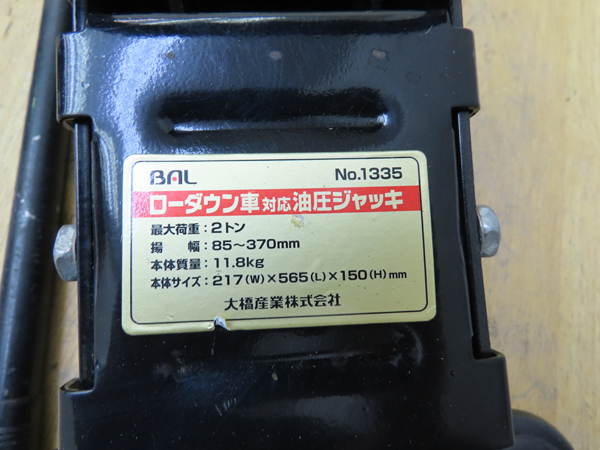 BAL No.1335
ローダウン車対応油圧ジャッキ
最大荷重：2トン
揚　幅：85～370mm
本体質量：11.8kg
本体サイズ：217(W)×565(L)×150(H)mm
大橋産業株式会社